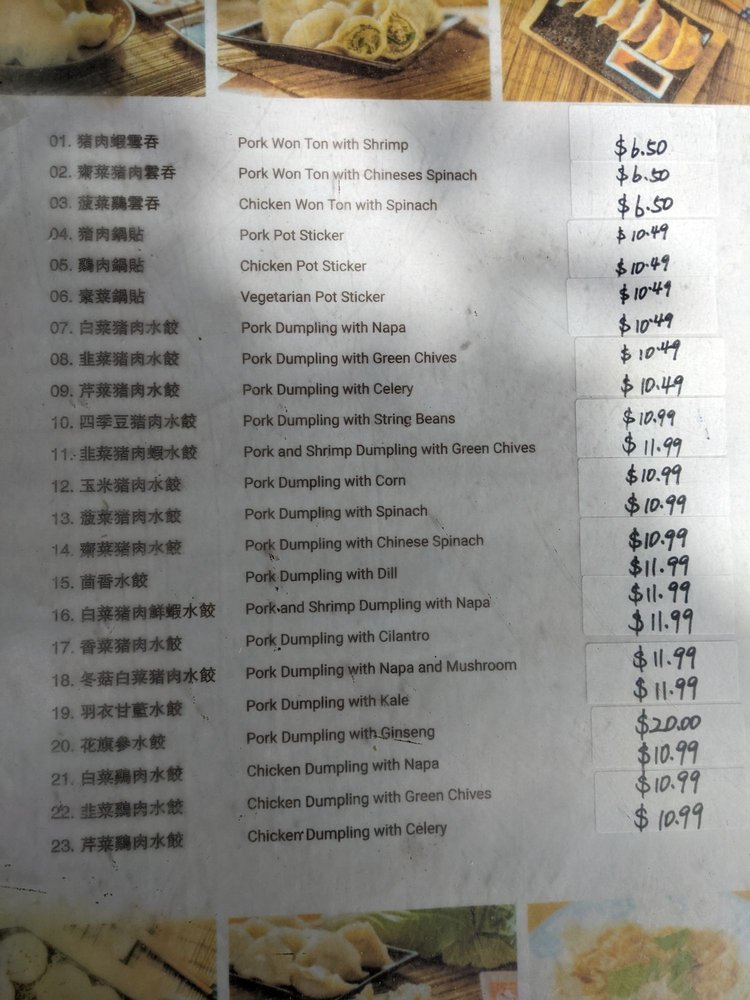 01. 猪肉蝦雲吞 Pork Won Ton with Shrimp $6.50
02. 薺菜猪肉雲吞 Pork Won Ton with Chineses Spinach $6.50
03. 菠菜鷄雲吞 Chicken Won Ton with Spinach $6.50
04. 猪肉鍋貼 Pork Pot Sticker $10.49
05. 鷄肉鍋貼 Chicken Pot Sticker $10.49
06. 素菜鍋貼 Vegetarian Pot Sticker $10.49
07. 白菜猪肉水餃 Pork Dumpling with Napa $10.49
08. 韭菜猪肉水餃 Pork Dumpling with Green Chives $10.49
09. 芹菜猪肉水餃 Pork Dumpling with Celery $10.49
10. 四季豆猪肉水餃 Pork Dumpling with String Beans $10.99
11. 韭菜猪肉蝦水餃 Pork and Shrimp Dumpling with Green Chives $11.99
12. 玉米猪肉水餃 Pork Dumpling with Corn $10.99
13. 菠菜猪肉水餃 Pork Dumpling with Spinach $10.99
14. 薺菜猪肉水餃 Pork Dumpling with Chinese Spinach $10.99
15. 茴香水餃 Pork Dumpling with Dill $11.99
16. 白菜猪肉鮮蝦水餃 Pork and Shrimp Dumpling with Napa $11.99
17. 香菜猪肉水餃 Pork Dumpling with Cilantro $11.99
18. 冬菇白菜猪肉水餃 Pork Dumpling with Napa and Mushroom $11.99
19. 羽衣甘藍水餃 Pork Dumpling with Kale $11.99
20. 花旗參水餃 Pork Dumpling with Ginseng $20.00
21. 白菜鷄肉水餃 Chicken Dumpling with Napa $10.99
22. 韭菜鷄肉水餃 Chicken Dumpling with Green Chives $10.99
23. 芹菜鷄肉水餃 Chicken Dumpling with Celery $10.99